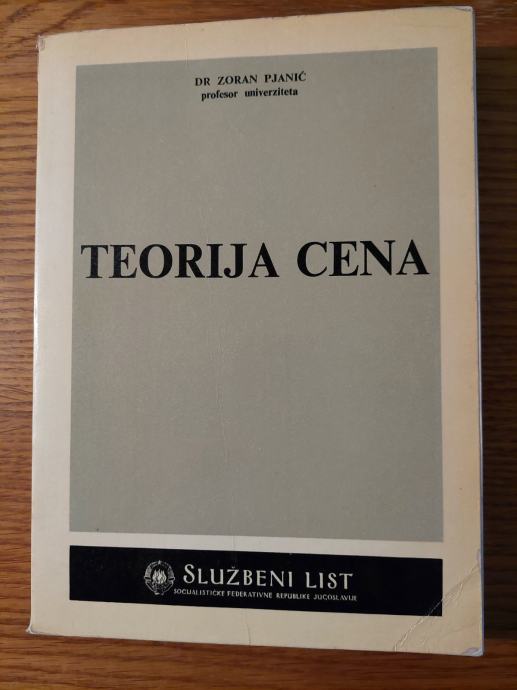 DR ZORAN PJANIĆ
profesor univerziteta
TEORIJA CENA
SLUŽBENI LIST
SOCIJALISTIČKE FEDERATIVNE REPUBLIKE JUGOSLAVIJE